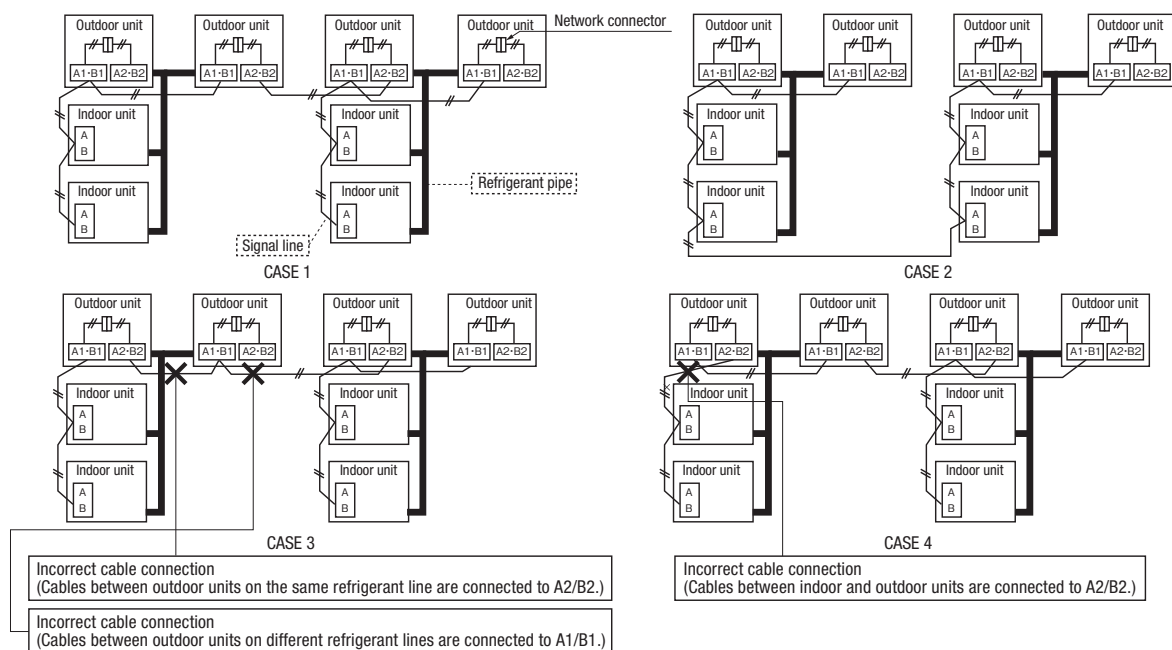 Outdoor unit Outdoor unit Outdoor unit Outdoor unit Network connector
A1•B1 A2•B2 A1•B1 A2•B2 A1•B1 A2•B2 A1•B1 A2•B2
Indoor unit Indoor unit
A A
B B
Indoor unit Indoor unit
A A
B B
Refrigerant pipe
Signal line
CASE 1
Outdoor unit Outdoor unit Outdoor unit Outdoor unit
A1•B1 A2•B2 A1•B1 A2•B2 A1•B1 A2•B2 A1•B1 A2•B2
Indoor unit Indoor unit
A A
B B
Indoor unit Indoor unit
A A
B B
CASE 2
Outdoor unit Outdoor unit Outdoor unit Outdoor unit
A1•B1 A2•B2 A1•B1 A2•B2 A1•B1 A2•B2 A1•B1 A2•B2
Indoor unit Indoor unit
A A
B B
Indoor unit Indoor unit
A A
B B
CASE 3
Incorrect cable connection
(Cables between outdoor units on the same refrigerant line are connected to A2/B2.)
Incorrect cable connection
(Cables between outdoor units on different refrigerant lines are connected to A1/B1.)
Outdoor unit Outdoor unit Outdoor unit Outdoor unit
A1•B1 A2•B2 A1•B1 A2•B2 A1•B1 A2•B2 A1•B1 A2•B2
Indoor unit Indoor unit
A A
B B
Indoor unit Indoor unit
A A
B B
CASE 4
Incorrect cable connection
(Cables between indoor and outdoor units are connected to A2/B2.)